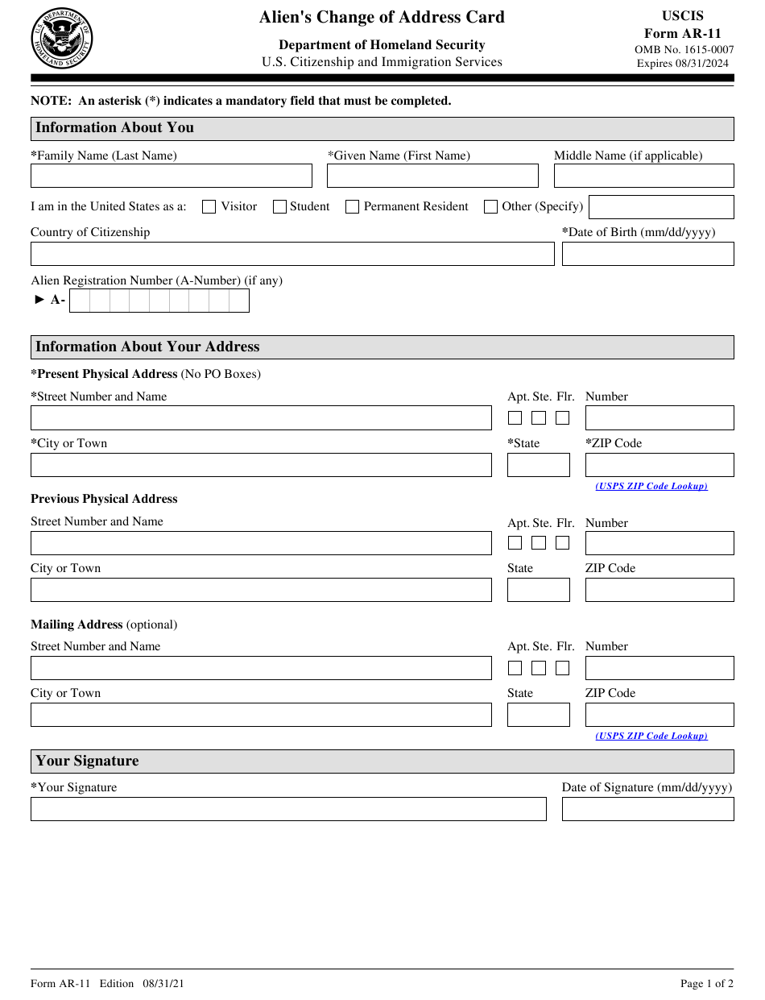 U.S. DEPARTMENT OF HOMELAND SECURITY
Alien's Change of Address Card
Department of Homeland Security
U.S. Citizenship and Immigration Services
USCIS
Form AR-11
OMB No. 1615-0007
Expires 08/31/2024
NOTE: An asterisk (*) indicates a mandatory field that must be completed.
Information About You
*Family Name (Last Name) *Given Name (First Name) Middle Name (if applicable)
I am in the United States as a: Visitor Student Permanent Resident Other (Specify)
Country of Citizenship *Date of Birth (mm/dd/yyyy)
Alien Registration Number (A-Number) (if any)
► A-
Information About Your Address
*Present Physical Address (No PO Boxes)
*Street Number and Name Apt. Ste. Flr. Number
*City or Town *State *ZIP Code
(USPS ZIP Code Lookup)
Previous Physical Address
Street Number and Name Apt. Ste. Flr. Number
City or Town State ZIP Code
Mailing Address (optional)
Street Number and Name Apt. Ste. Flr. Number
City or Town State ZIP Code
(USPS ZIP Code Lookup)
Your Signature
*Your Signature Date of Signature (mm/dd/yyyy)
Form AR-11 Edition 08/31/21 Page 1 of 2